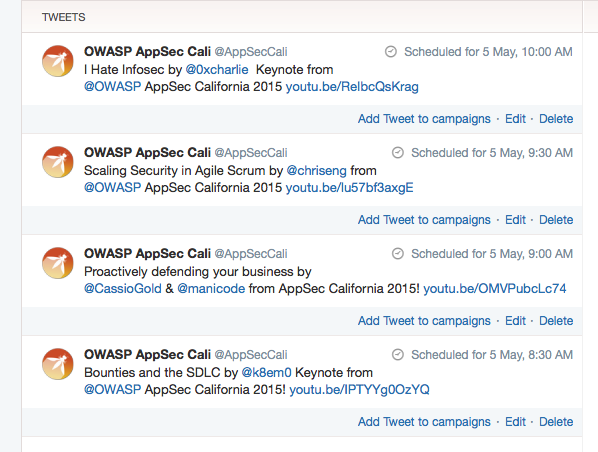 TWEETS
OWASP AppSec Cali @AppSecCali Scheduled for 5 May, 10:00 AM
I Hate Infosec by @0xcharlie Keynote from
@OWASP AppSec California 2015 youtu.be/RelbcQsKrag
Add Tweet to campaigns · Edit · Delete
OWASP AppSec Cali @AppSecCali Scheduled for 5 May, 9:30 AM
Scaling Security in Agile Scrum by @chriseng from
@OWASP AppSec California 2015 youtu.be/lu57bf3axgE
Add Tweet to campaigns · Edit · Delete
OWASP AppSec Cali @AppSecCali Scheduled for 5 May, 9:00 AM
Proactively defending your business by
@CassioGold & @manicode from AppSec California 2015! youtu.be/OMVPubcLc74
Add Tweet to campaigns · Edit · Delete
OWASP AppSec Cali @AppSecCali Scheduled for 5 May, 8:30 AM
Bounties and the SDLC by @k8em0 Keynote from
@OWASP AppSec California 2015! youtu.be/IPTYYg0OzYQ
Add Tweet to campaigns · Edit · Delete